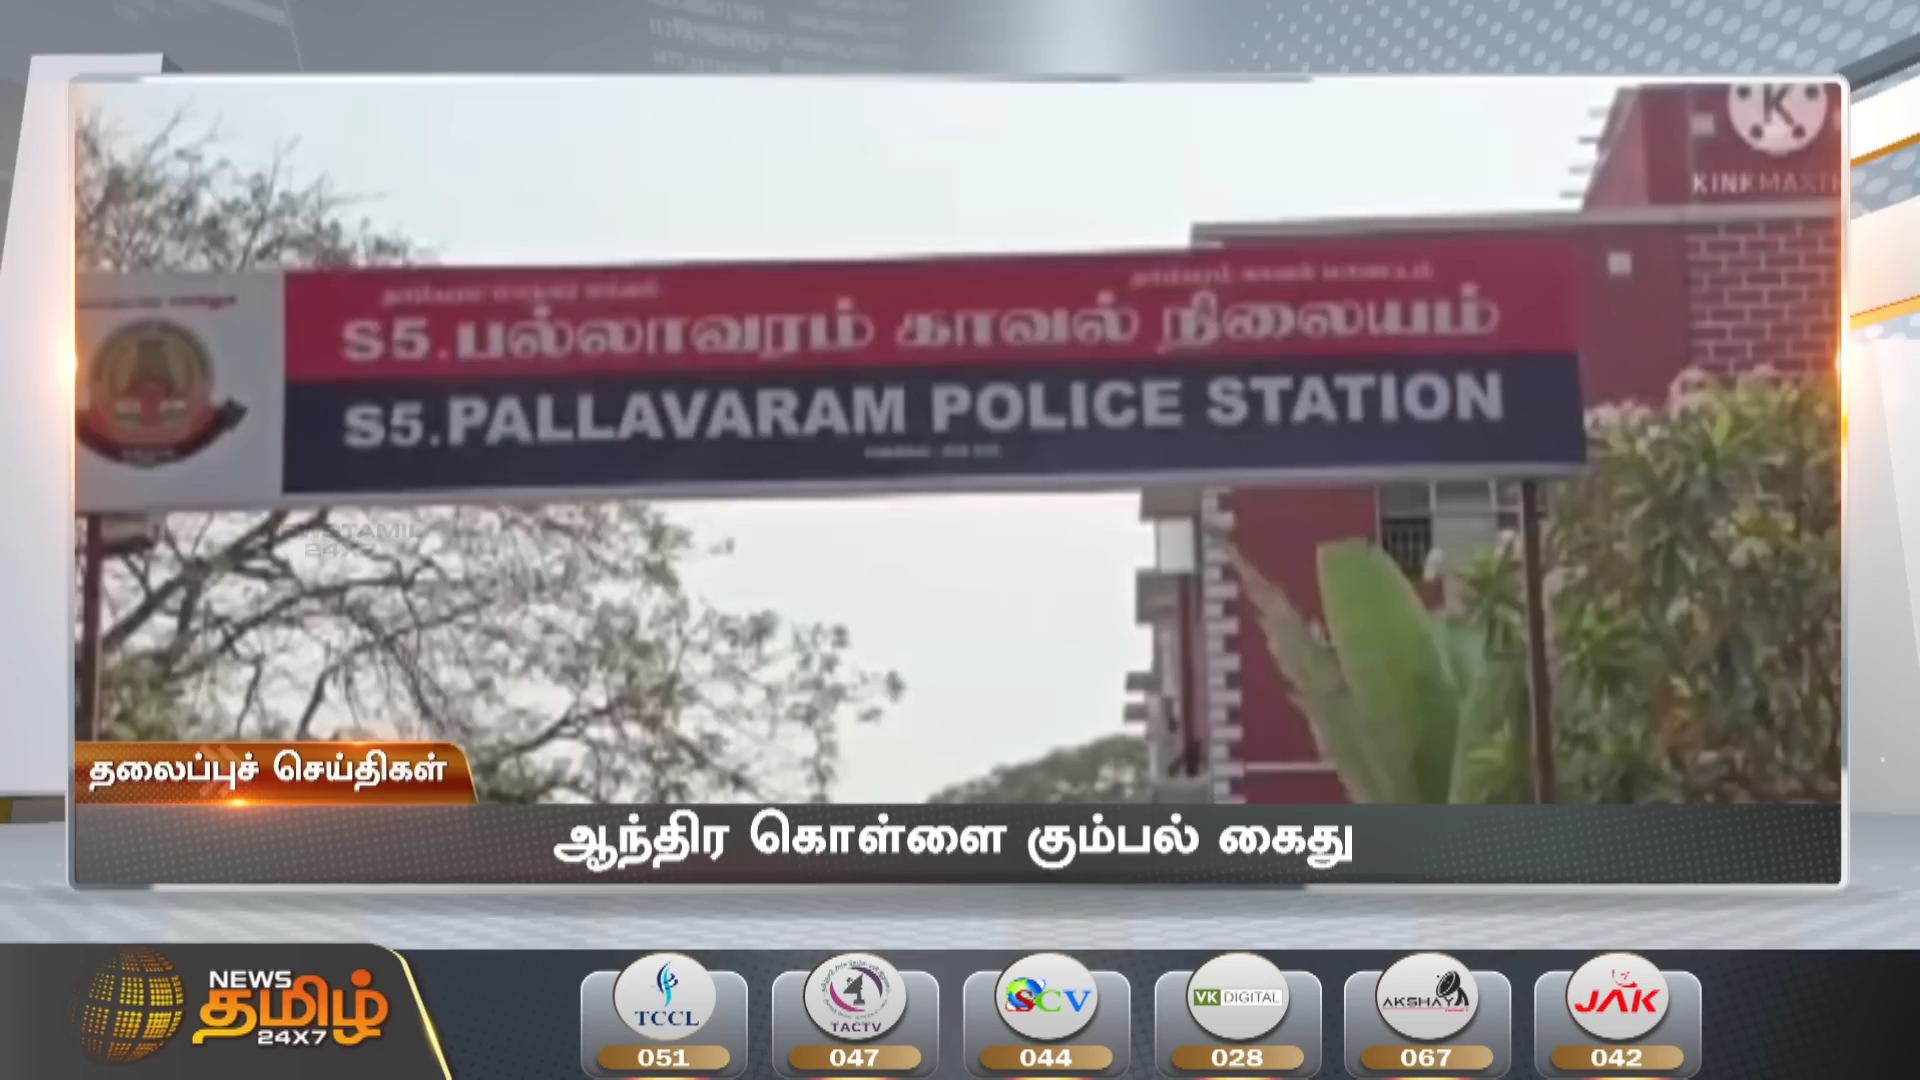 KINEMASTER
S5.பல்லாவரம் காவல் நிலையம்
S5.PALLAVARAM POLICE STATION
தலைப்புச் செய்திகள்
ஆந்திர கொள்ளை கும்பல் கைது
NEWS
தமிழ்
24X7
TCCL
051
TACTV
047
SCV
044
VK DIGITAL
028
AKSHAYA
067
JAK
042